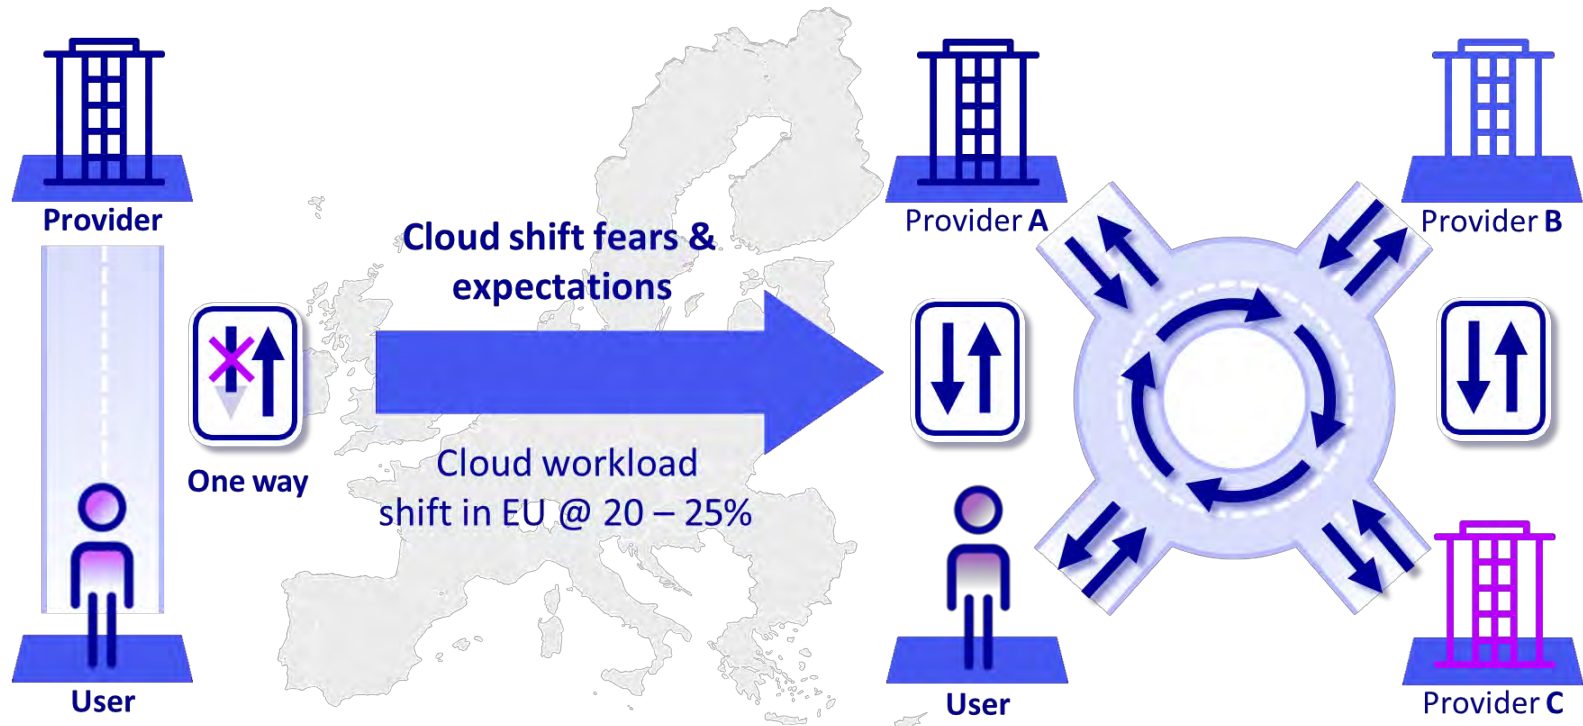 Provider
One way
User
Cloud shift fears &
expectations
Cloud workload
shift in EU @ 20 – 25%
Provider A
Provider B
User
Provider C